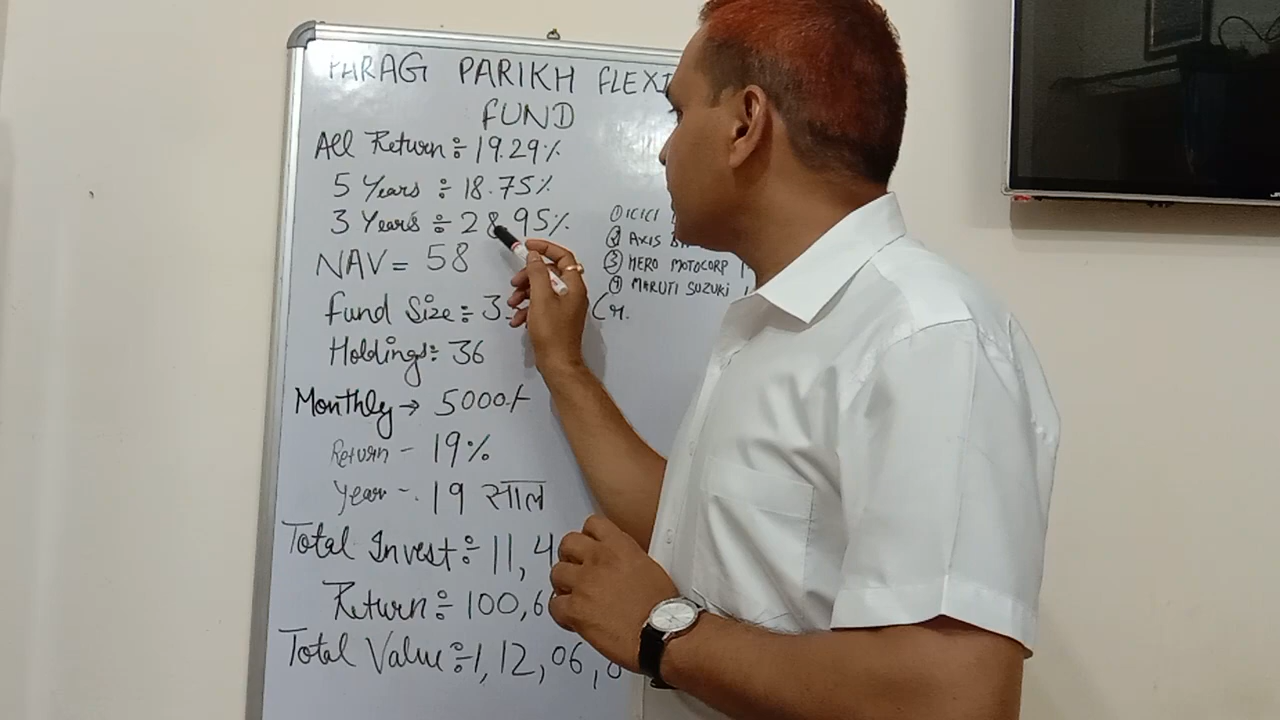 PARAG PARIKH FLEXI
FUND
All Return ÷ 19.29%
5 Years ÷ 18.75%
3 Years ÷ 28.95%
NAV = 58
Fund Size ÷ 3 Cr.
Holdings ÷ 36
Monthly → 5000/-
Return - 19%
Year - 19 साल
Total Invest ÷ 11,4
Return ÷ 100,6
Total Value ÷ 1,12,06,8
① ICICI
② AXIS
③ HERO MOTOCORP
④ MARUTI SUZUKI